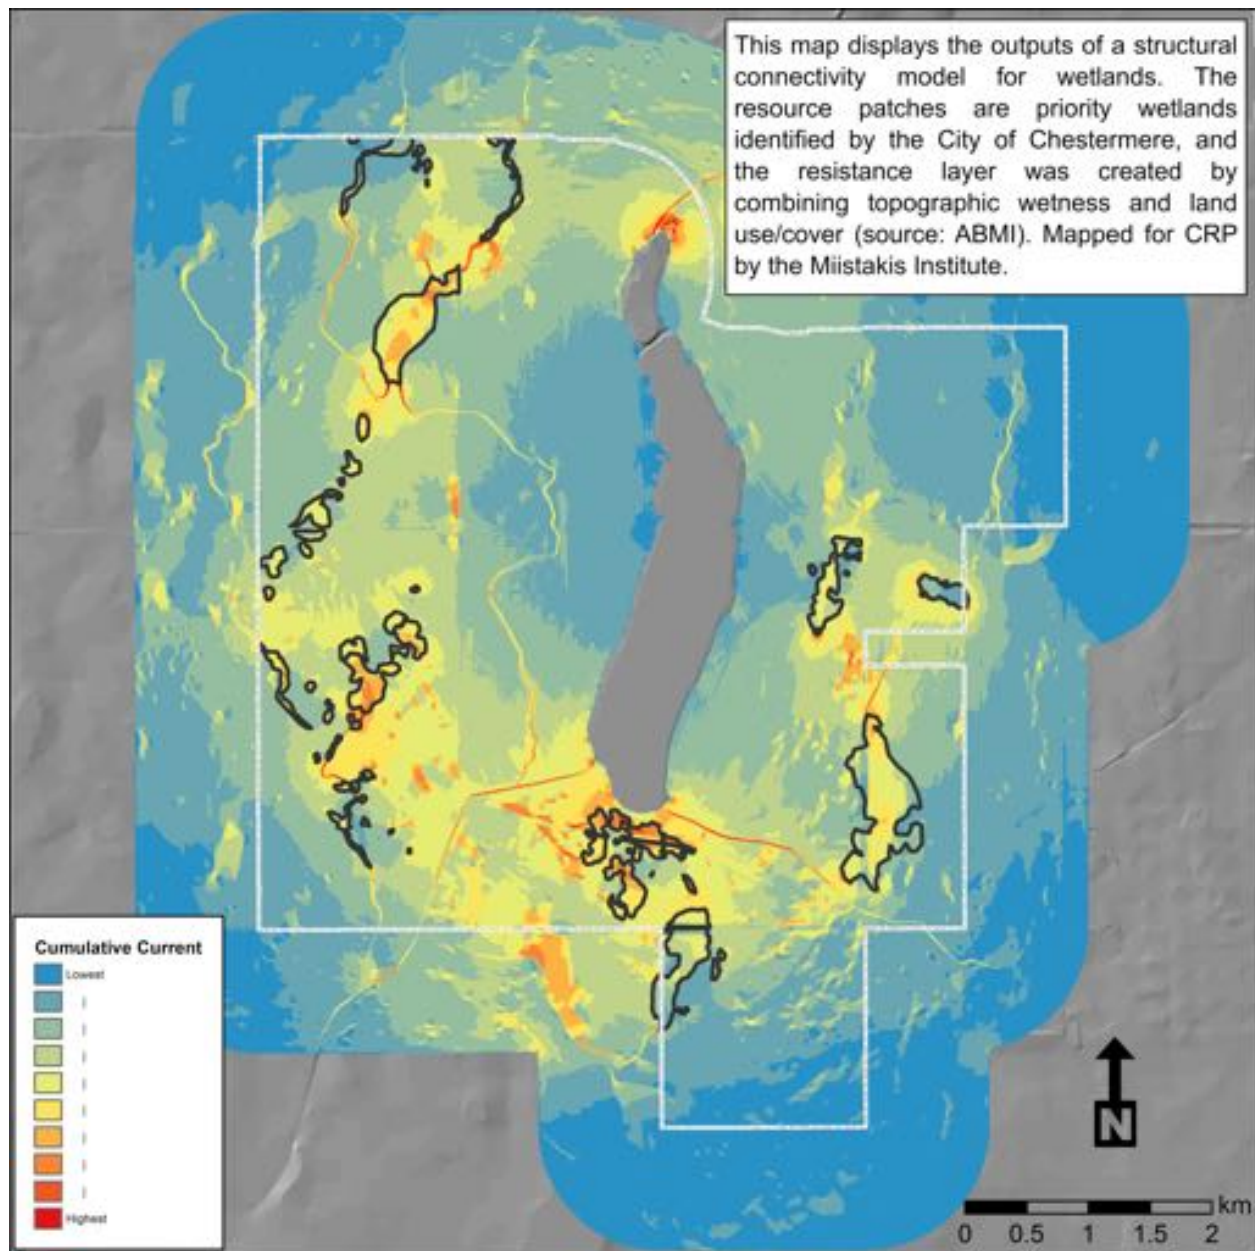 This map displays the outputs of a structural
connectivity model for wetlands. The
resource patches are priority wetlands
identified by the City of Chestermere, and
the resistance layer was created by
combining topographic wetness and land
use/cover (source: ABMI). Mapped for CRP
by the Miistakis Institute.
Cumulative Current
Lowest
|
|
|
|
|
|
|
|
Highest
N
km
0 0.5 1 1.5 2